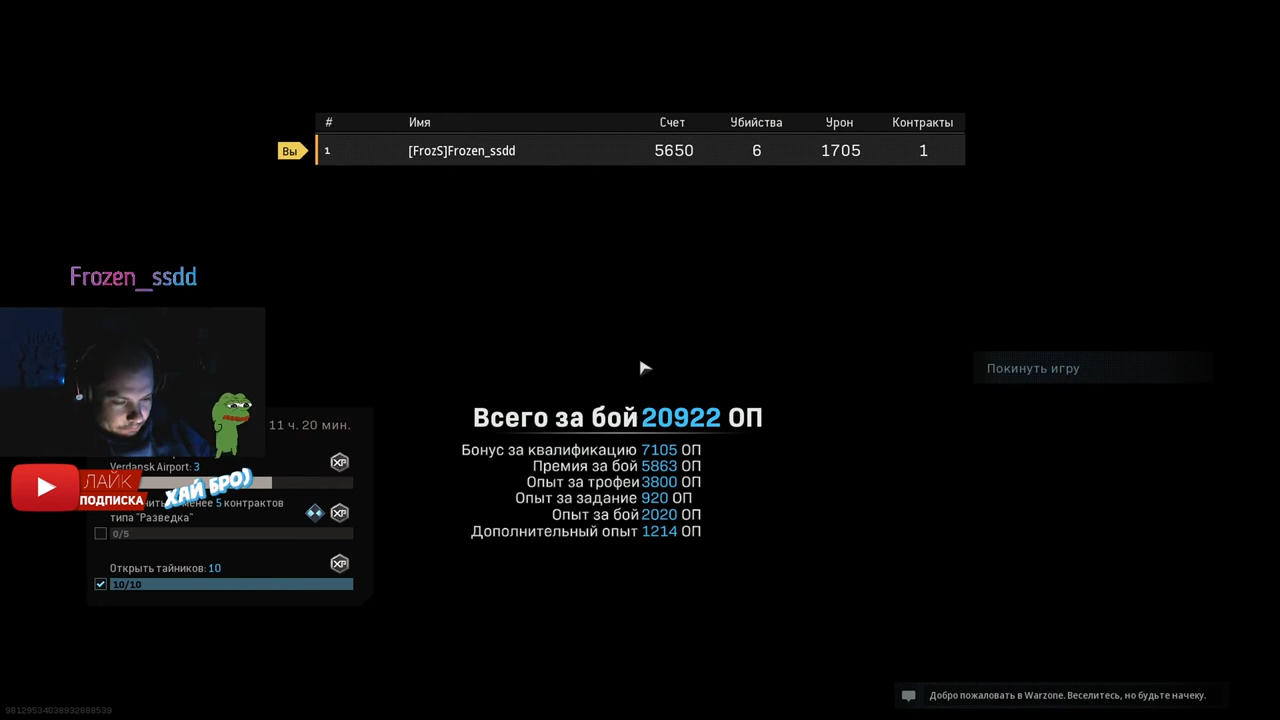 # Имя Счет Убийства Урон Контракты
Вы 1 [FrozS]Frozen_ssdd 5650 6 1705 1
Frozen_ssdd
Покинуть игру
Всего за бой 20922 ОП
11 ч. 20 мин.
Бонус за квалификацию 7105 ОП
Премия за бой 5863 ОП
Опыт за трофеи 3800 ОП
Опыт за задание 920 ОП
Опыт за бой 2020 ОП
Дополнительный опыт 1214 ОП
Verdansk Airport: 3
XP
ЛАЙК
ПОДПИСКА
ХАЙ БРО)
менее 5 контрактов
типа "Разведка"
XP
0/5
Открыть тайников: 10
XP
10/10
Добро пожаловать в Warzone. Веселитесь, но будьте начеку.
98129534038932888539